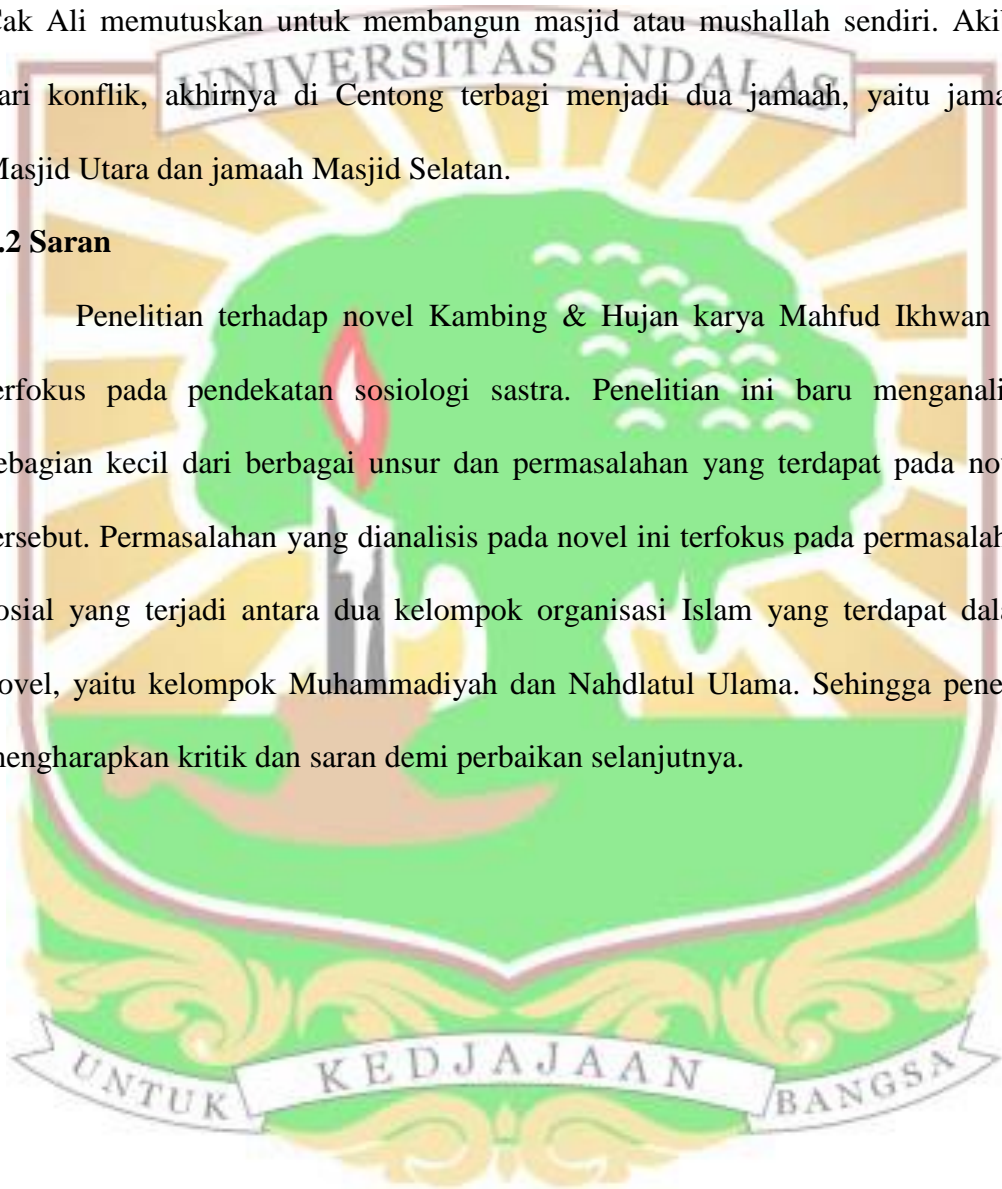 Cak Ali memutuskan untuk membangun masjid atau mushallah sendiri. Akib
UNIVERSITAS ANDALAS
ari konflik, akhirnya di Centong terbagi menjadi dua jamaah, yaitu jama
Masjid Utara dan jamaah Masjid Selatan.
.2 Saran
Penelitian terhadap novel Kambing & Hujan karya Mahfud Ikhwan
erfokus pada pendekatan sosiologi sastra. Penelitian ini baru menganali
ebagian kecil dari berbagai unsur dan permasalahan yang terdapat pada nov
ersebut. Permasalahan yang dianalisis pada novel ini terfokus pada permasalah
osial yang terjadi antara dua kelompok organisasi Islam yang terdapat dala
ovel, yaitu kelompok Muhammadiyah dan Nahdlatul Ulama. Sehingga pene
mengharapkan kritik dan saran demi perbaikan selanjutnya.
UNTUK KEDJAJAAN BANGSA